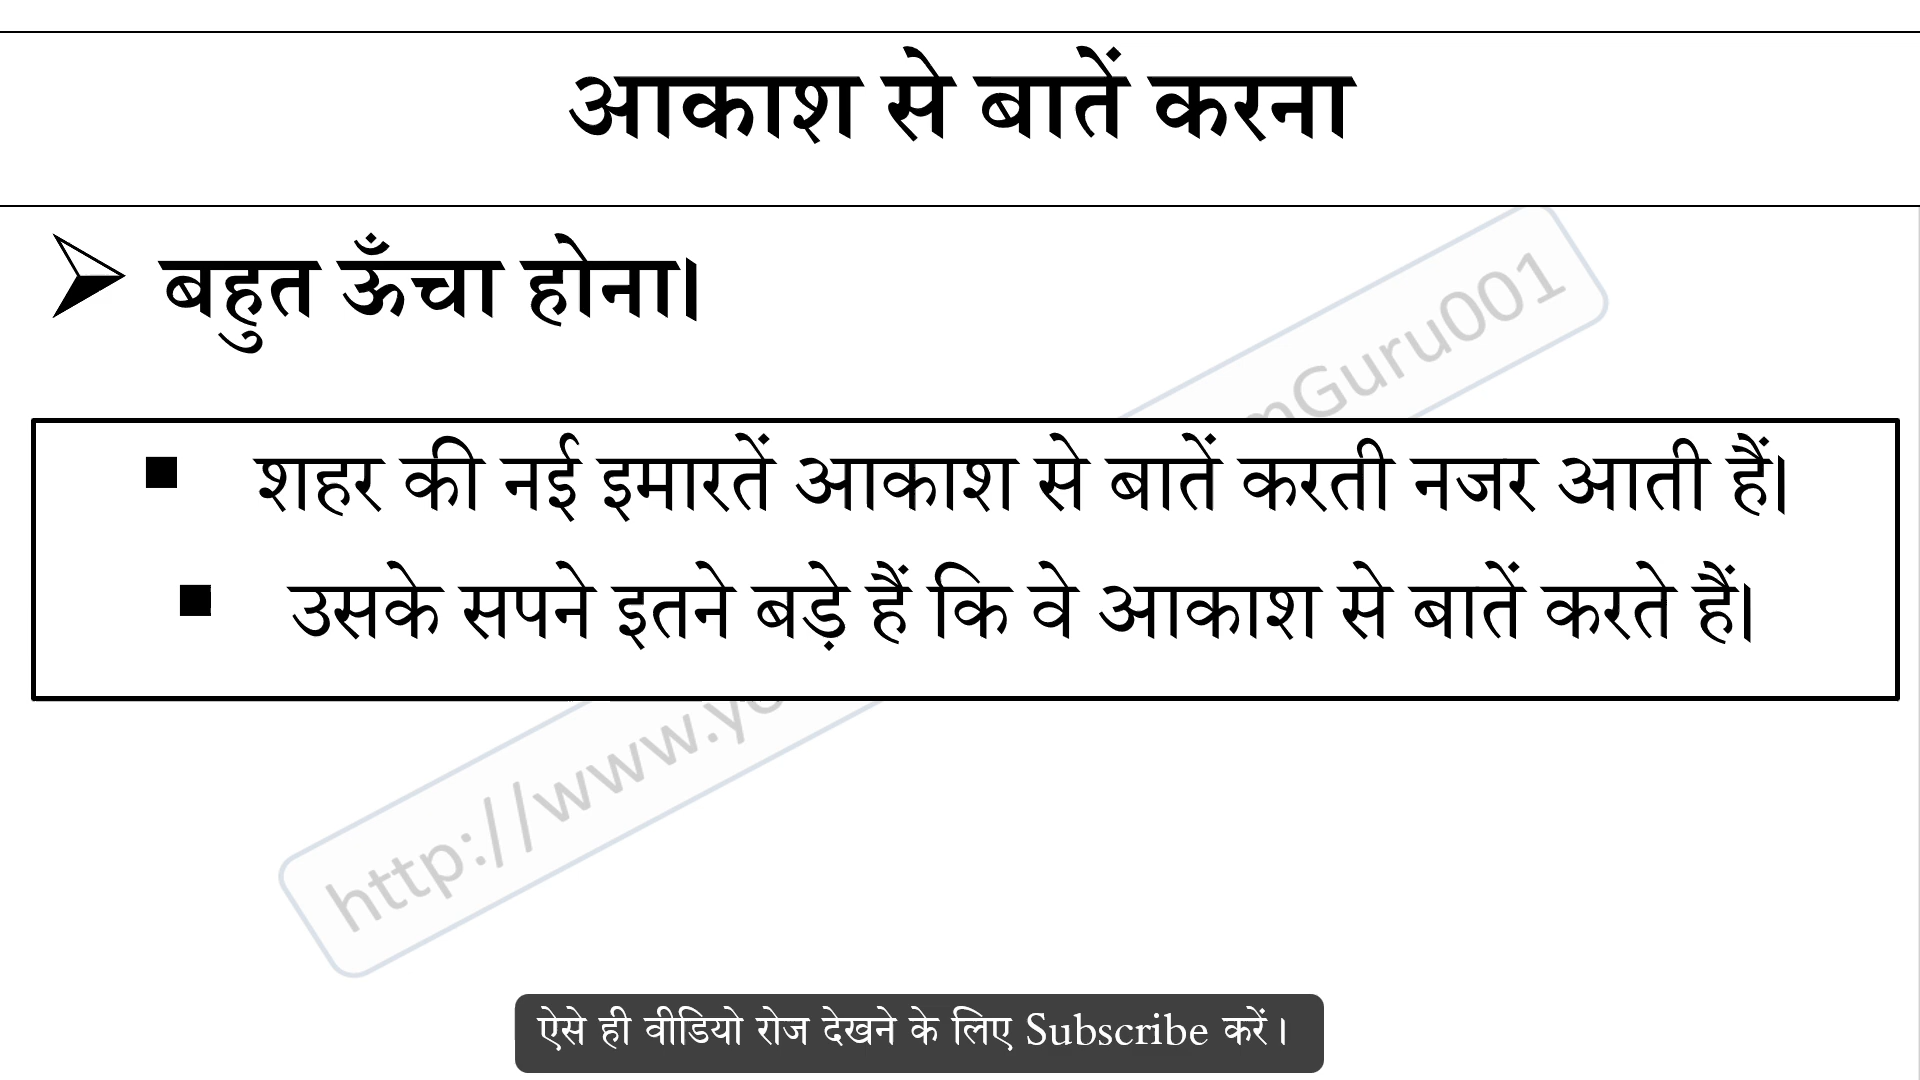 आकाश से बातें करना
बहुत ऊँचा होना।
शहर की नई इमारतें आकाश से बातें करती नजर आती हैं।
उसके सपने इतने बड़े हैं कि वे आकाश से बातें करते हैं।
ऐसे ही वीडियो रोज देखने के लिए Subscribe करें।